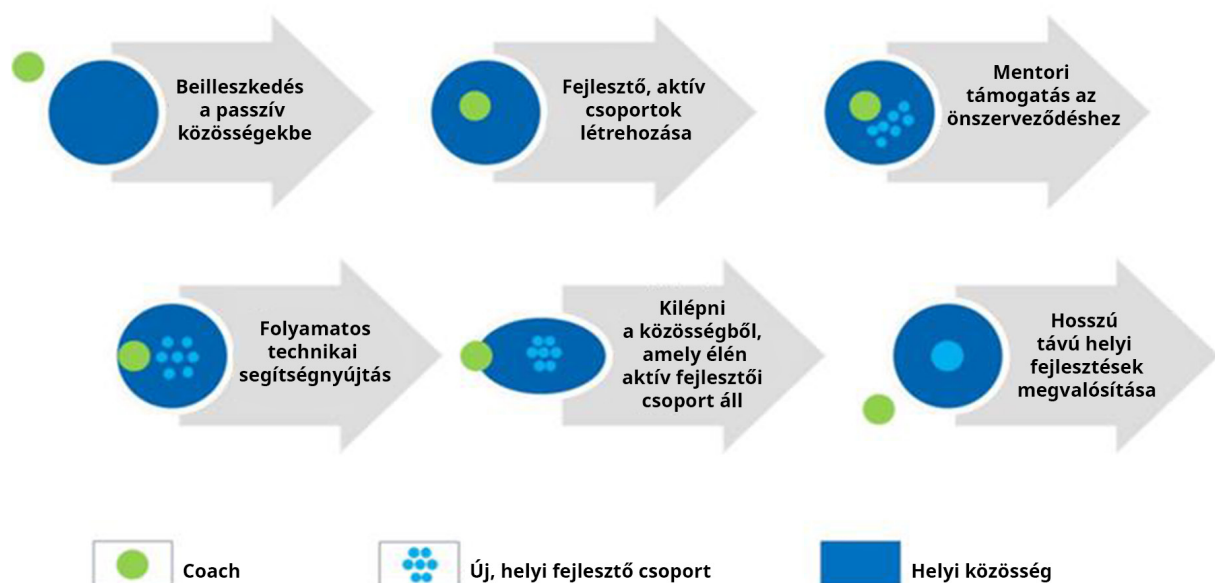 Beilleszkedés
a passzív
közösségekbe
Fejlesztő, aktív
csoportok
létrehozása
Mentori
támogatás az
önszerveződéshez
Folyamatos
technikai
segítségnyújtás
Kilépni
a közösségből,
amely élén
aktív fejlesztői
csoport áll
Hosszú
távú helyi
fejlesztések
megvalósítása
Coach
Új, helyi fejlesztő csoport
Helyi közösség